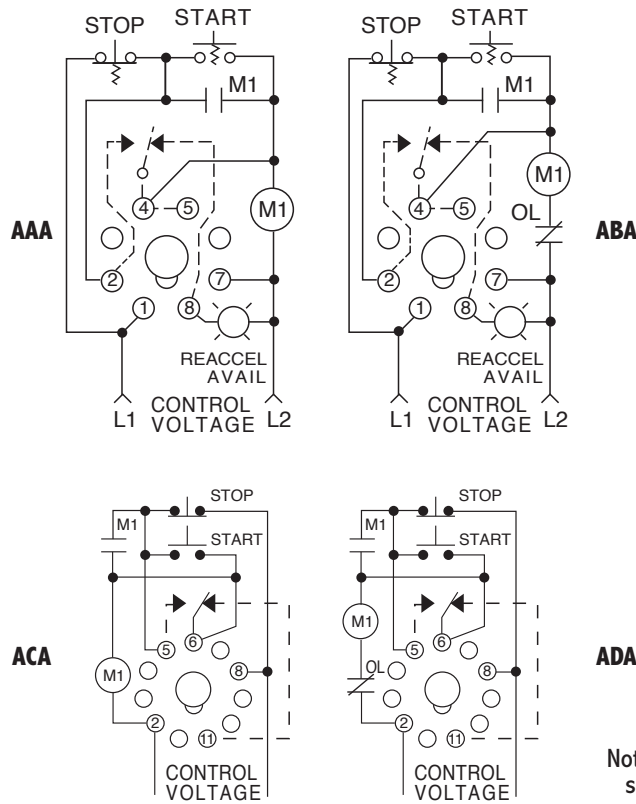 STOP START
M1
AAA
4 5
M1
2 7
1 8
REACCEL
AVAIL
L1 CONTROL VOLTAGE L2
STOP START
M1
M1
OL
4 5
2 7
1 8
ABA
REACCEL
AVAIL
L1 CONTROL VOLTAGE L2
STOP
M1
START
ACA
5 6
M1
8
2
11
CONTROL
VOLTAGE
STOP
M1
START
M1
5 6
OL
8
2
11
ADA
CONTROL
VOLTAGE
Not
s